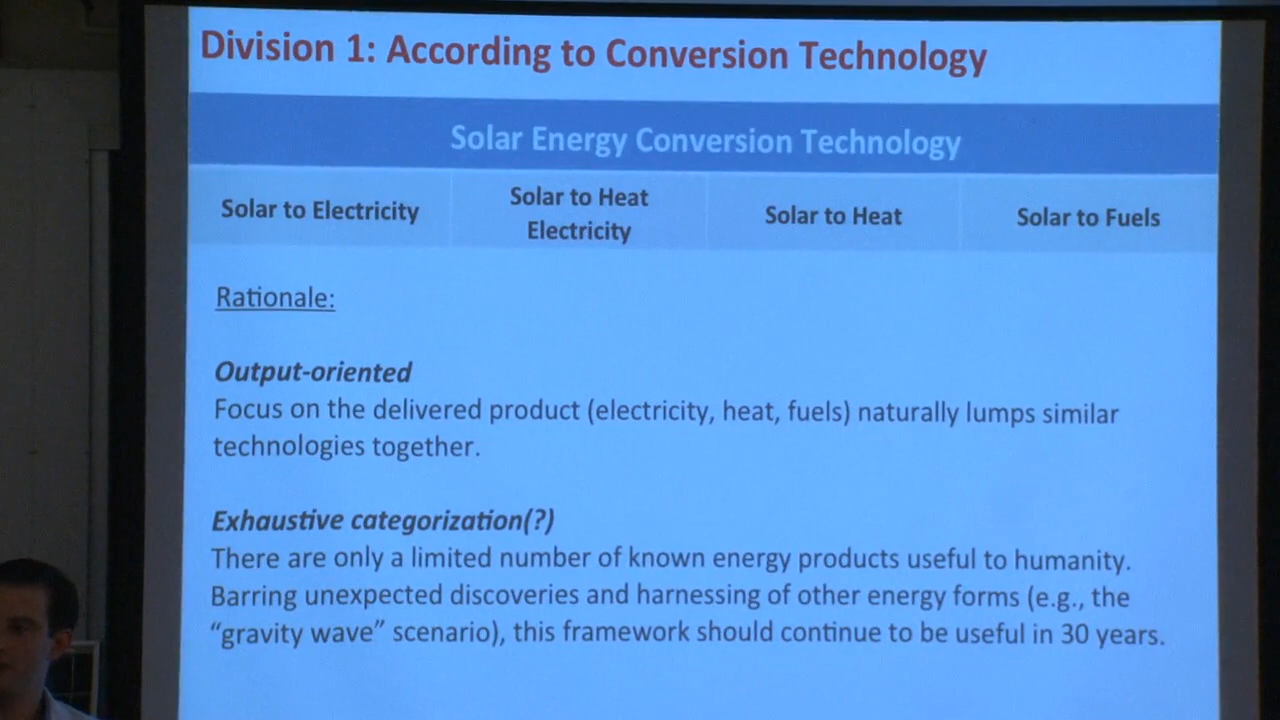 Division 1: According to Conversion Technology
Solar Energy Conversion Technology
Solar to Electricity
Solar to Heat
Electricity
Solar to Heat
Solar to Fuels
Rationale:
Output-oriented
Focus on the delivered product (electricity, heat, fuels) naturally lumps similar
technologies together.
Exhaustive categorization(?)
There are only a limited number of known energy products useful to humanity.
Barring unexpected discoveries and harnessing of other energy forms (e.g., the
“gravity wave” scenario), this framework should continue to be useful in 30 years.